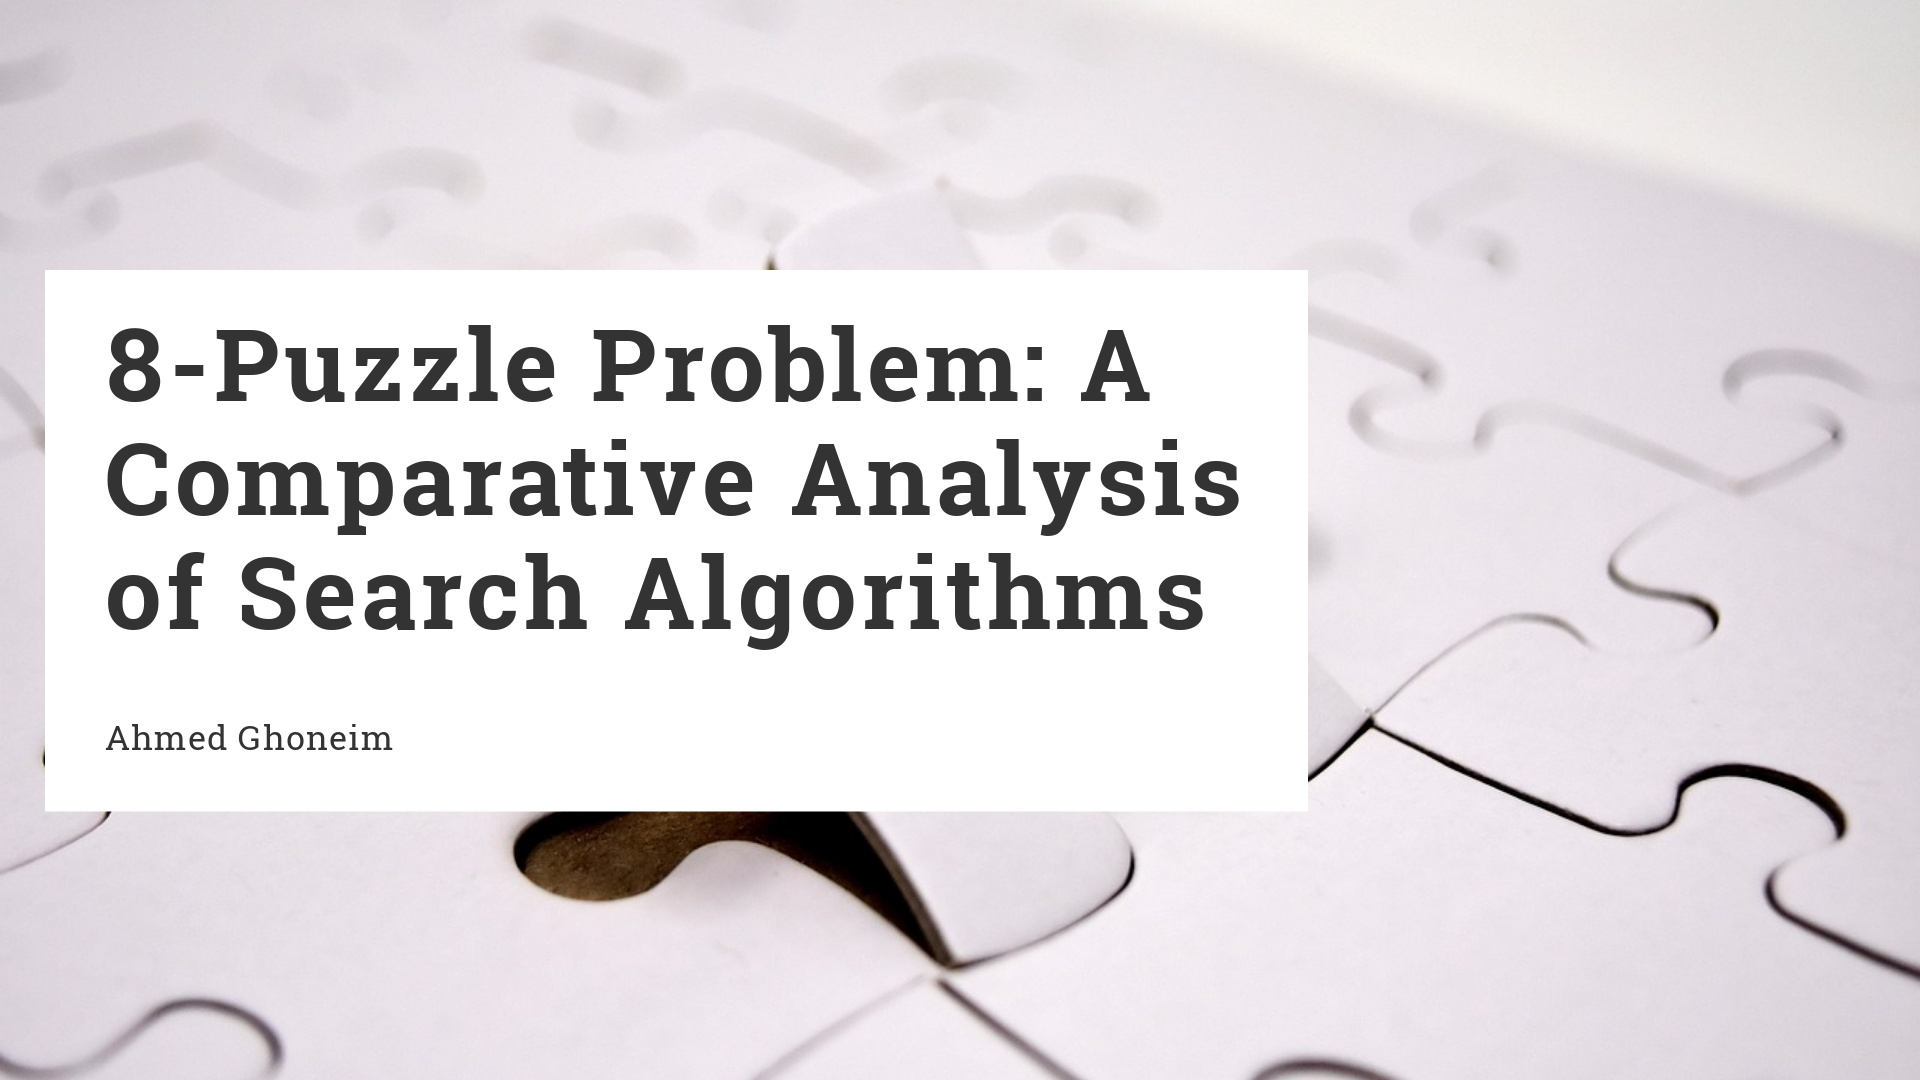 8-Puzzle Problem: A
Comparative Analysis
of Search Algorithms
Ahmed Ghoneim